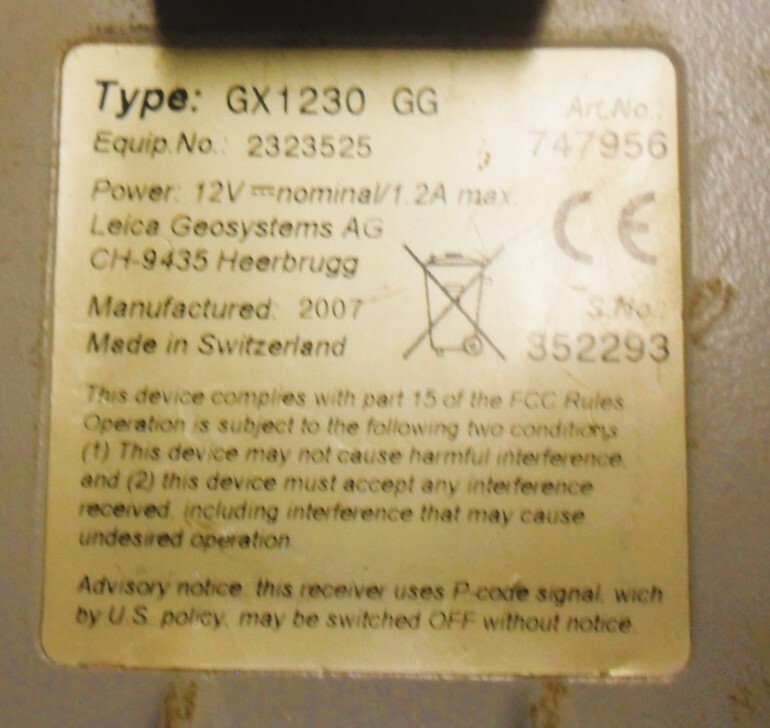 Type: GX1230 GG
Art.No.:
Equip.No.: 2323525
747956
Power: 12V⎓nominal/1.2A max.
Leica Geosystems AG
CE
CH-9435 Heerbrugg
Manufactured: 2007
S.No.:
Made in Switzerland
352293
This device complies with part 15 of the FCC Rules.
Operation is subject to the following two conditions:
(1) This device may not cause harmful interference,
and (2) this device must accept any interference
received, including interference that may cause
undesired operation.
Advisory notice, this receiver uses P-code signal, wich
by U.S. policy, may be switched OFF without notice.